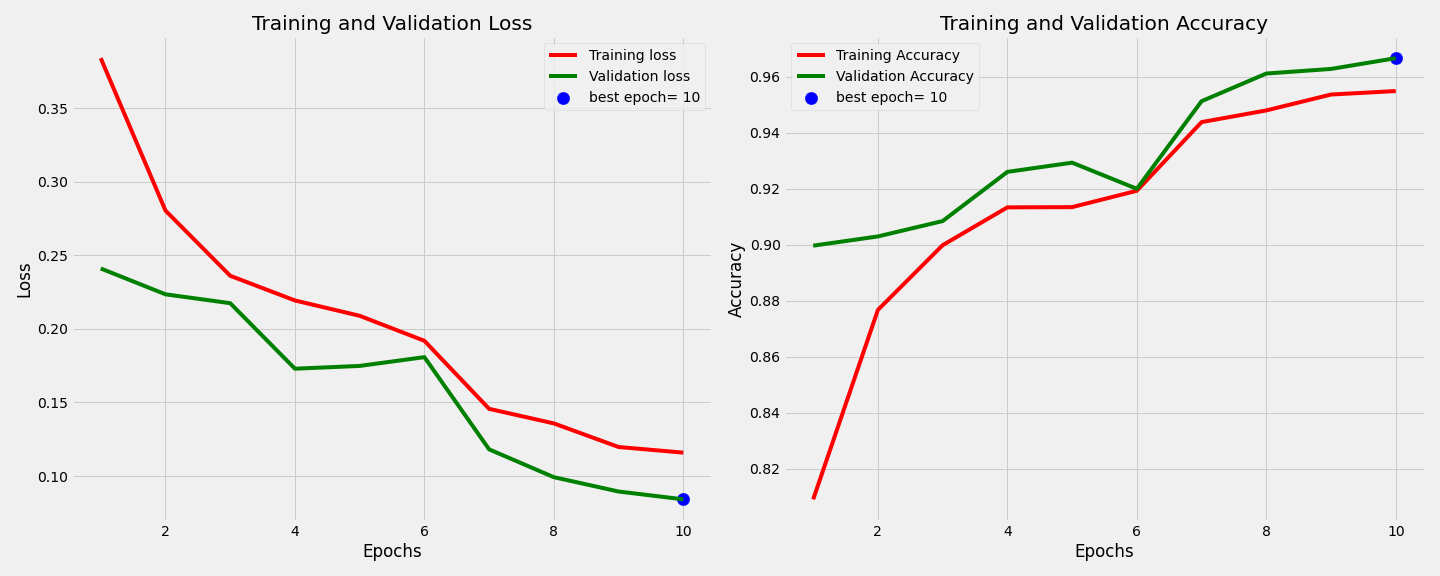 Training and Validation Loss
Training loss
Validation loss
best epoch= 10
0.35
0.30
0.25
0.20
0.15
0.10
Loss
2
4
6
8
10
Epochs
Training and Validation Accuracy
Training Accuracy
Validation Accuracy
best epoch= 10
0.96
0.94
0.92
0.90
0.88
0.86
0.84
0.82
Accuracy
2
4
6
8
10
Epochs